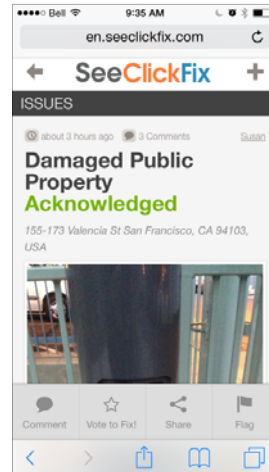 Bell 9:35 AM
en.seeclickfix.com
SeeClickFix
ISSUES
about 3 hours ago 3 Comments Susan
Damaged Public
Property
Acknowledged
155-173 Valencia St San Francisco, CA 94103,
USA
Comment Vote to Fix! Share Flag